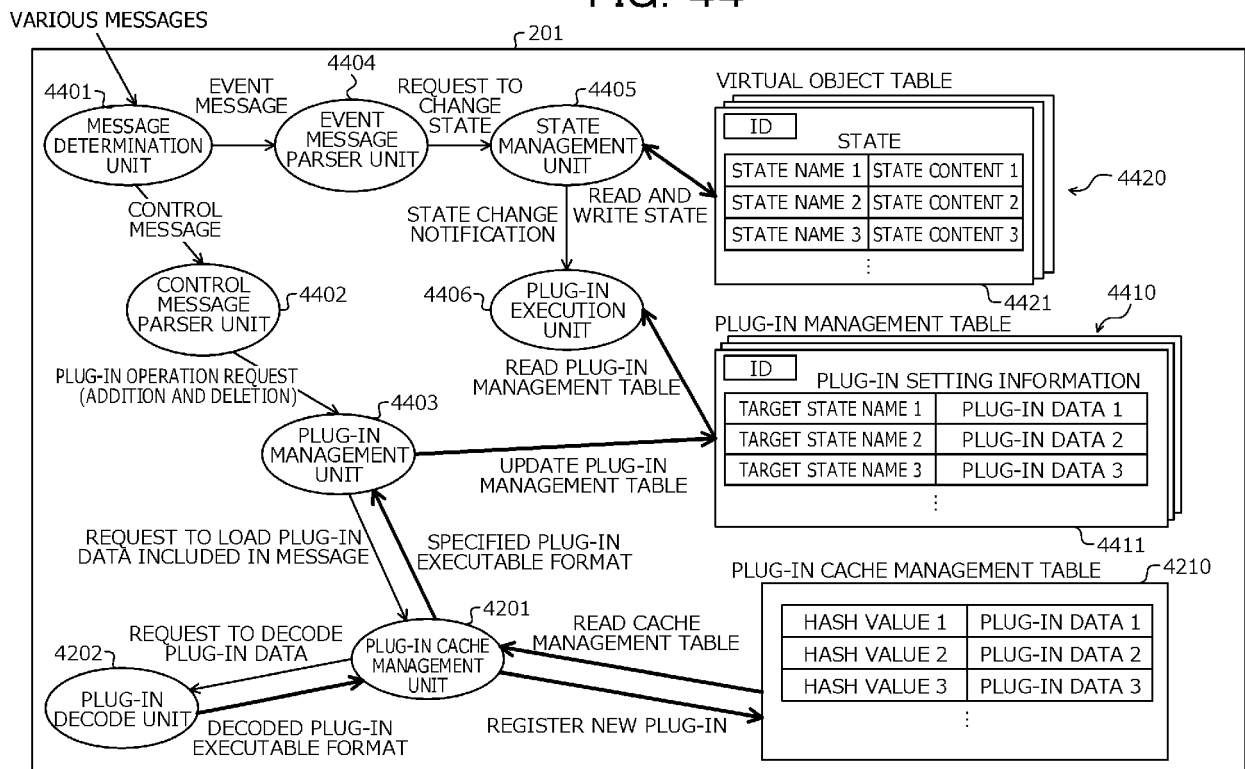 FIG. 44
VARIOUS MESSAGES
201
4401
MESSAGE
DETERMINATION
UNIT
EVENT
MESSAGE
4404
EVENT
MESSAGE
PARSER UNIT
REQUEST TO
CHANGE
STATE
4405
STATE
MANAGEMENT
UNIT
VIRTUAL OBJECT TABLE
ID
STATE
STATE NAME 1 STATE CONTENT 1
STATE NAME 2 STATE CONTENT 2
STATE NAME 3 STATE CONTENT 3
⋮
4420
4421
READ AND
WRITE STATE
CONTROL
MESSAGE
STATE CHANGE
NOTIFICATION
CONTROL
MESSAGE
PARSER UNIT
4402
4406
PLUG-IN
EXECUTION
UNIT
READ PLUG-IN
MANAGEMENT TABLE
4410
PLUG-IN MANAGEMENT TABLE
ID
PLUG-IN SETTING INFORMATION
TARGET STATE NAME 1 PLUG-IN DATA 1
TARGET STATE NAME 2 PLUG-IN DATA 2
TARGET STATE NAME 3 PLUG-IN DATA 3
⋮
4411
PLUG-IN OPERATION REQUEST
(ADDITION AND DELETION)
4403
PLUG-IN
MANAGEMENT
UNIT
UPDATE PLUG-IN
MANAGEMENT TABLE
REQUEST TO LOAD PLUG-IN
DATA INCLUDED IN MESSAGE
SPECIFIED PLUG-IN
EXECUTABLE FORMAT
PLUG-IN CACHE MANAGEMENT TABLE
4210
HASH VALUE 1 PLUG-IN DATA 1
HASH VALUE 2 PLUG-IN DATA 2
HASH VALUE 3 PLUG-IN DATA 3
⋮
4201
PLUG-IN CACHE
MANAGEMENT
UNIT
READ CACHE
MANAGEMENT TABLE
REQUEST TO DECODE
PLUG-IN DATA
4202
PLUG-IN
DECODE UNIT
DECODED PLUG-IN
EXECUTABLE FORMAT
REGISTER NEW PLUG-IN